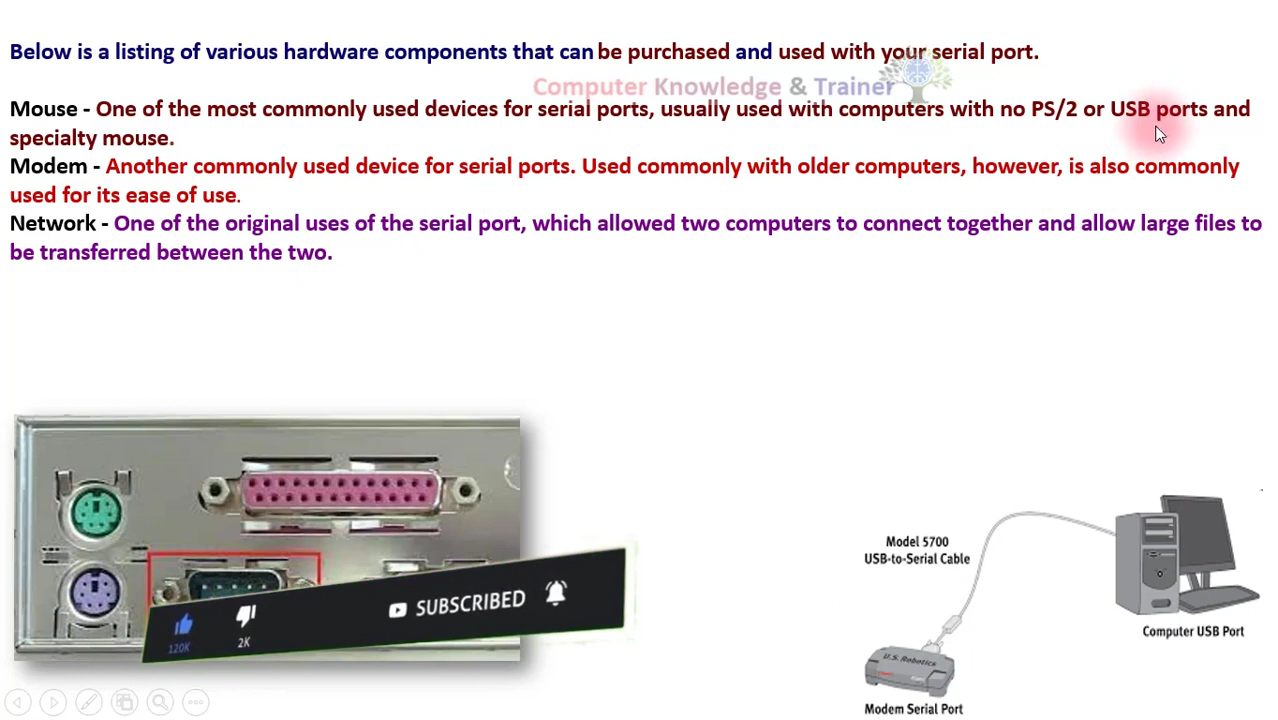 Below is a listing of various hardware components that can be purchased and used with your serial port.
Computer Knowledge & Trainer
Mouse - One of the most commonly used devices for serial ports, usually used with computers with no PS/2 or USB ports and
specialty mouse.
Modem - Another commonly used device for serial ports. Used commonly with older computers, however, is also commonly
used for its ease of use.
Network - One of the original uses of the serial port, which allowed two computers to connect together and allow large files to
be transferred between the two.
Model 5700
USB-to-Serial Cable
SUBSCRIBED
120K
2K
Computer USB Port
U.S. Robotics
Modem Serial Port